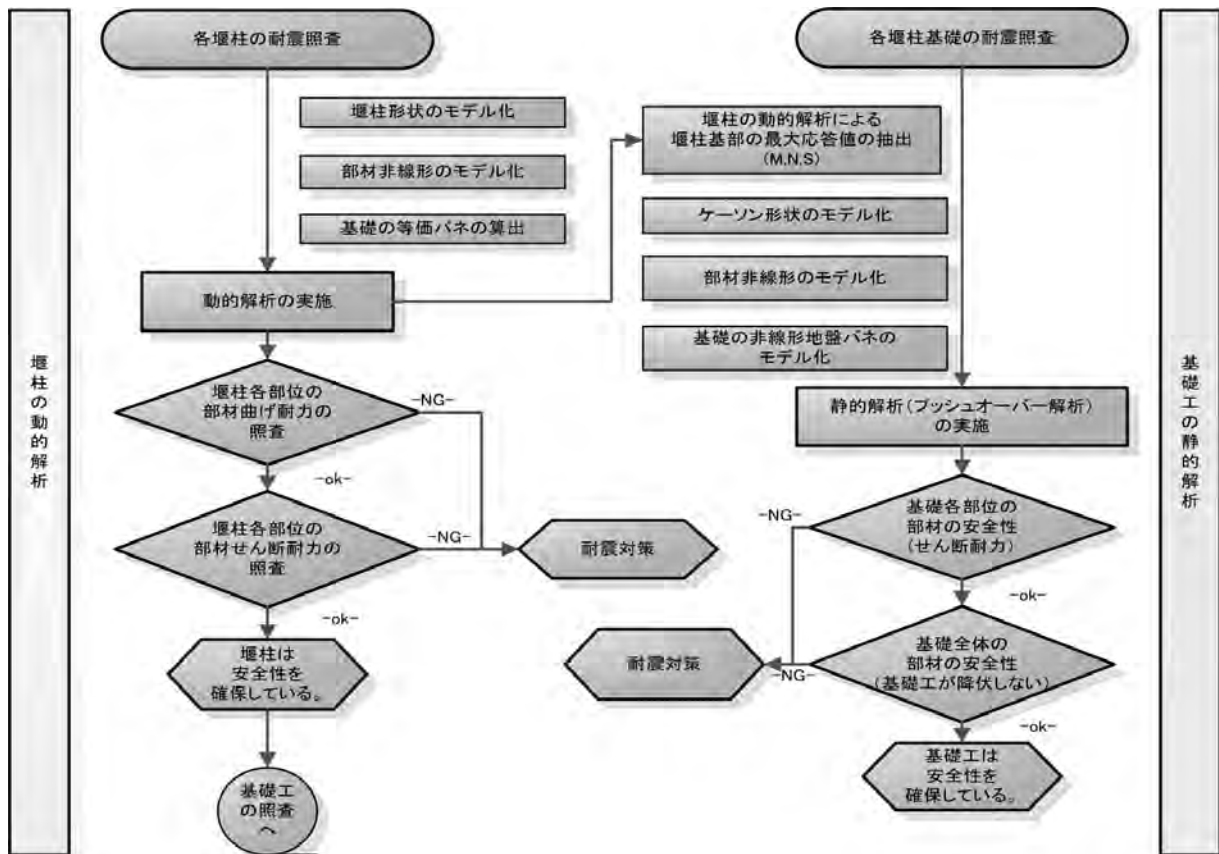 堰柱の動的解析
各堰柱の耐震照査
堰柱形状のモデル化
部材非線形のモデル化
基礎の等価バネの算出
動的解析の実施
堰柱各部位の
部材曲げ耐力の
照査
-NG-
-ok-
堰柱各部位の
部材せん断耐力の
照査
-NG-
耐震対策
-ok-
堰柱は
安全性を
確保している。
基礎工
の照査
へ
各堰柱基礎の耐震照査
堰柱の動的解析による
堰柱基部の最大応答値の抽出
(M.N.S)
ケーソン形状のモデル化
部材非線形のモデル化
基礎の非線形地盤バネの
モデル化
静的解析(プッシュオーバー解析)
の実施
基礎各部位の
部材の安全性
(せん断耐力)
-NG-
-ok-
基礎全体の
部材の安全性
(基礎工が降伏しない)
-NG-
耐震対策
-ok-
基礎工は
安全性を
確保している。
基礎工の静的解析